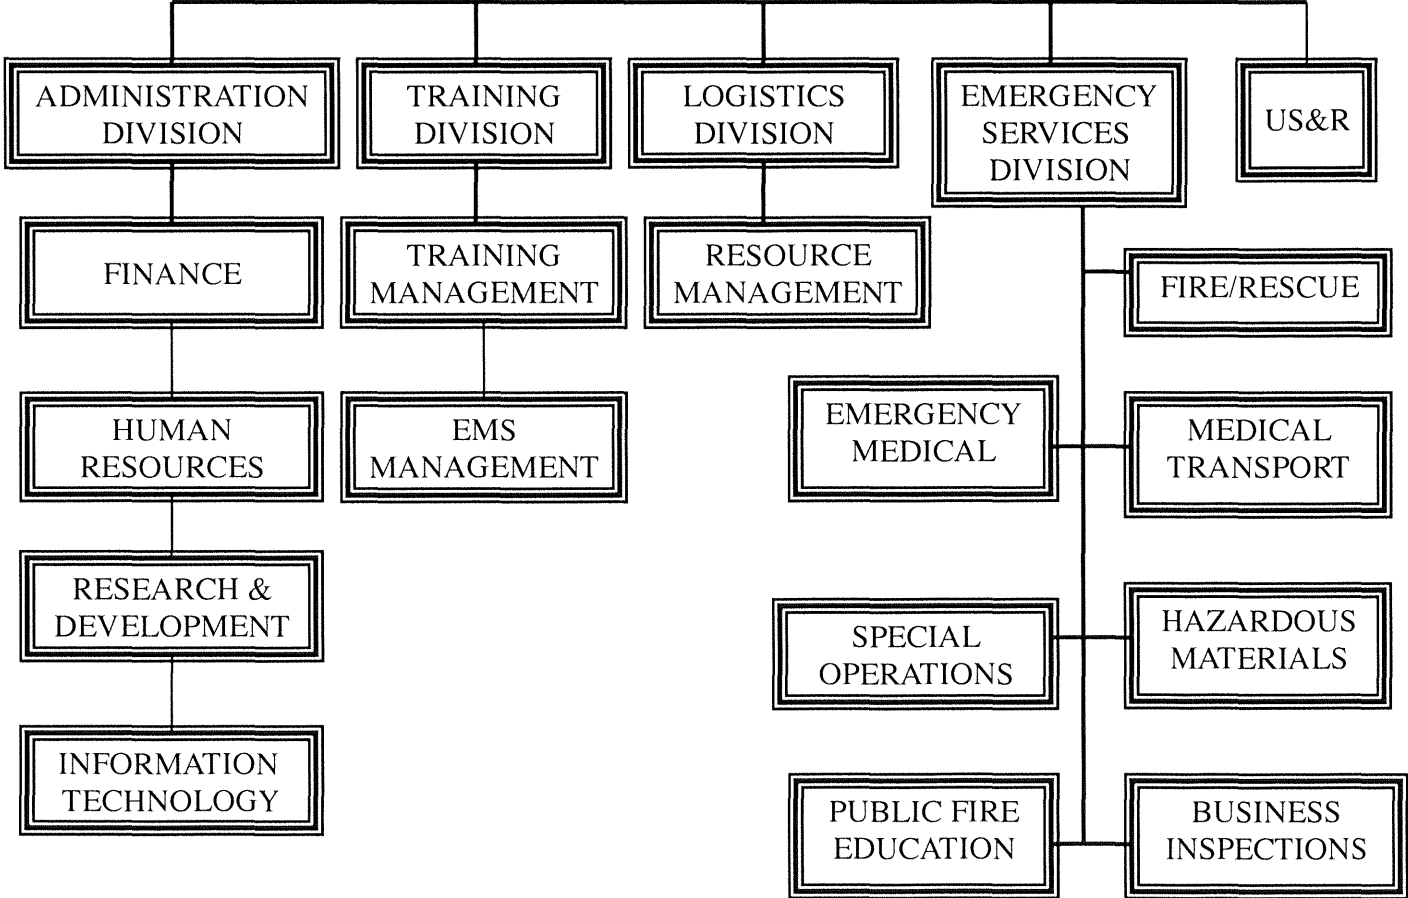 ADMINISTRATION
DIVISION
TRAINING
DIVISION
LOGISTICS
DIVISION
EMERGENCY
SERVICES
DIVISION
US&R
FINANCE
TRAINING
MANAGEMENT
RESOURCE
MANAGEMENT
FIRE/RESCUE
HUMAN
RESOURCES
EMS
MANAGEMENT
EMERGENCY
MEDICAL
MEDICAL
TRANSPORT
RESEARCH &
DEVELOPMENT
SPECIAL
OPERATIONS
HAZARDOUS
MATERIALS
INFORMATION
TECHNOLOGY
PUBLIC FIRE
EDUCATION
BUSINESS
INSPECTIONS